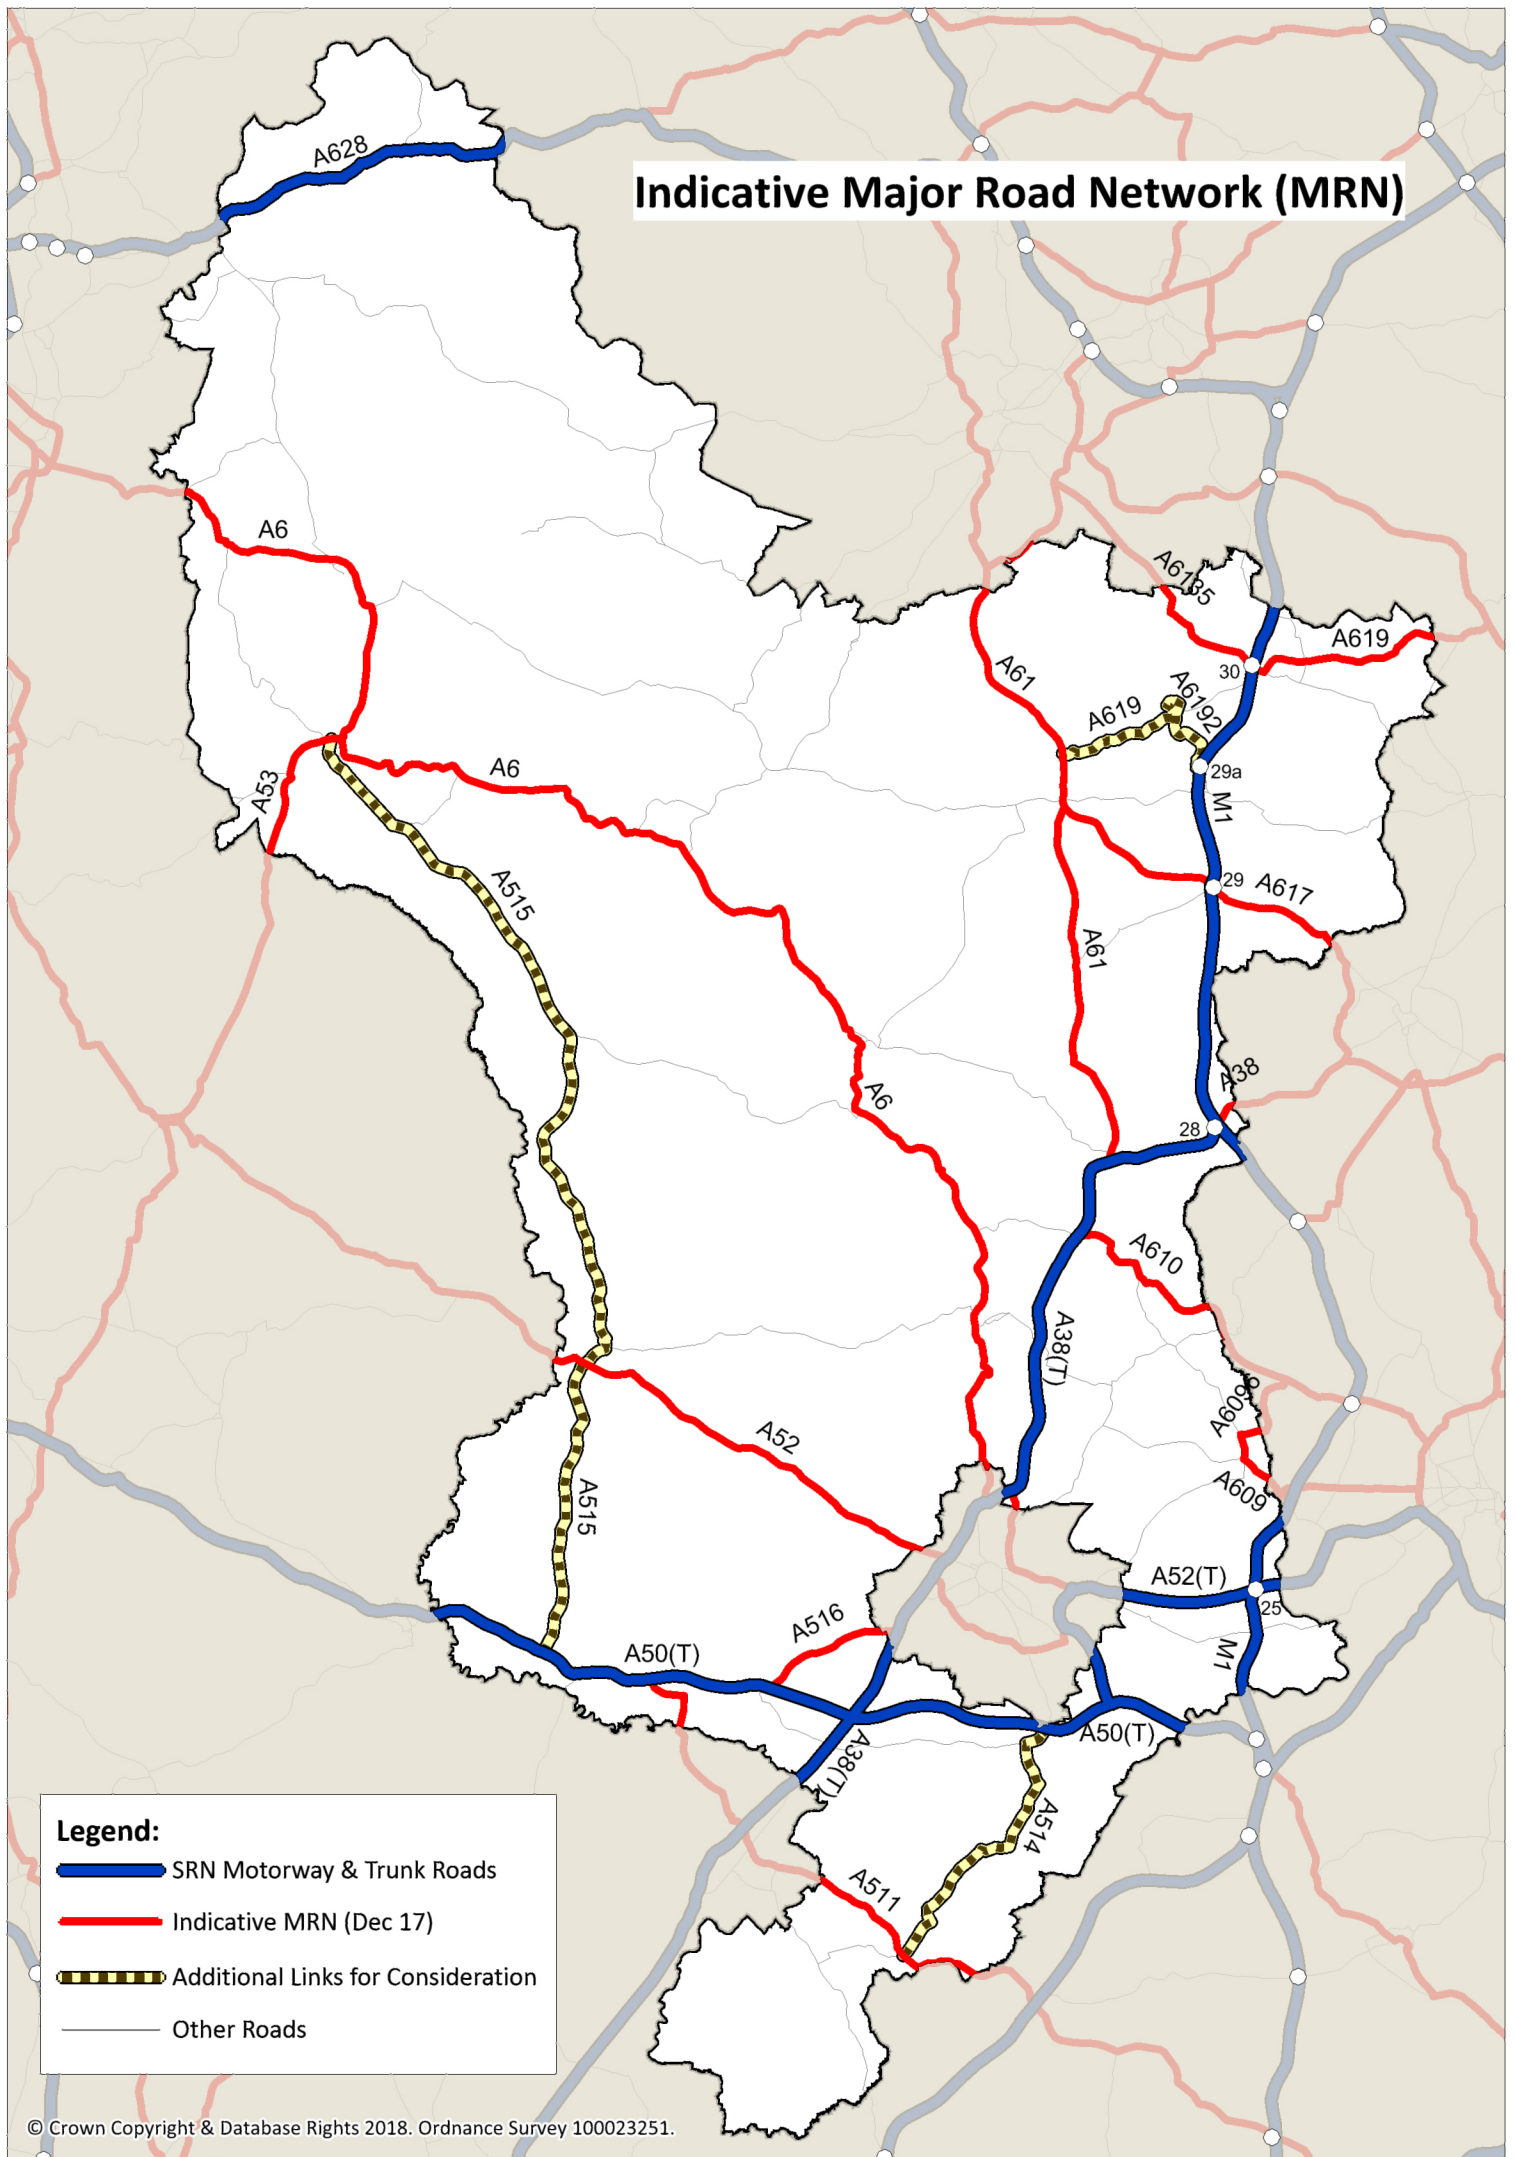 A628
Indicative Major Road Network (MRN)
A6
A6135
A619
30
A61
A6192
A619
29a
A6
A53
M1
29
A617
A515
A61
A38
A6
28
A610
A38(T)
A6096
A52
A609
A515
A52(T)
25
A516
A50(T)
M1
A50(T)
A38(T)
A514
A511
Legend:
SRN Motorway & Trunk Roads
Indicative MRN (Dec 17)
Additional Links for Consideration
Other Roads
© Crown Copyright & Database Rights 2018. Ordnance Survey 100023251.